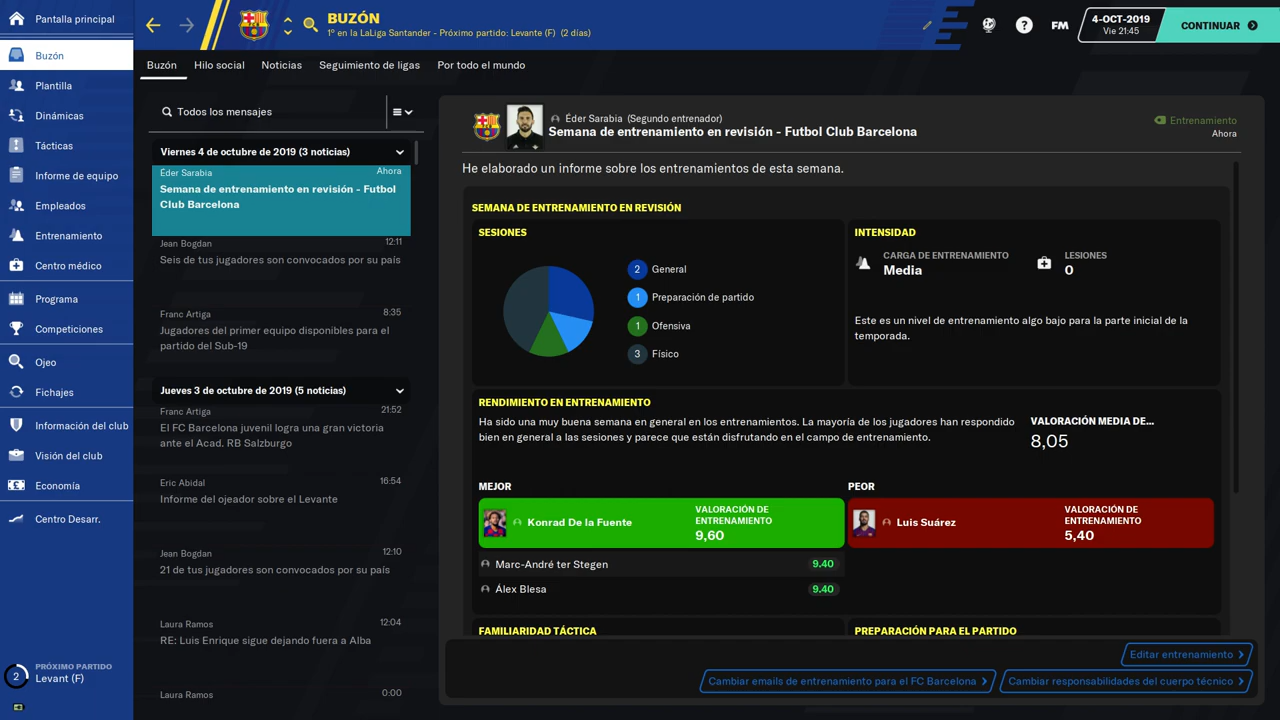 Pantalla principal
Buzón
Plantilla
Dinámicas
Tácticas
Informe de equipo
Empleados
Entrenamiento
Centro médico
Programa
Competiciones
Ojeo
Fichajes
Información del club
Visión del club
Economía
Centro Desarr.
2
PRÓXIMO PARTIDO
Levant (F)
BUZÓN
1º en la LaLiga Santander - Próximo partido: Levante (F) (2 días)
?
FM
4-OCT-2019
Vie 21:45
CONTINUAR
Buzón
Hilo social
Noticias
Seguimiento de ligas
Por todo el mundo
Todos los mensajes
Viernes 4 de octubre de 2019 (3 noticias)
Éder Sarabia
Ahora
Semana de entrenamiento en revisión - Futbol
Club Barcelona
Jean Bogdan
12:11
Seis de tus jugadores son convocados por su país
Franc Artiga
8:35
Jugadores del primer equipo disponibles para el
partido del Sub-19
Jueves 3 de octubre de 2019 (5 noticias)
Franc Artiga
21:52
El FC Barcelona juvenil logra una gran victoria
ante el Acad. RB Salzburgo
Eric Abidal
16:54
Informe del ojeador sobre el Levante
Jean Bogdan
12:10
21 de tus jugadores son convocados por su país
Laura Ramos
12:04
RE: Luis Enrique sigue dejando fuera a Alba
Laura Ramos
0:00
Éder Sarabia (Segundo entrenador)
Semana de entrenamiento en revisión - Futbol Club Barcelona
Entrenamiento
Ahora
He elaborado un informe sobre los entrenamientos de esta semana.
SEMANA DE ENTRENAMIENTO EN REVISIÓN
SESIONES
2 General
1 Preparación de partido
1 Ofensiva
3 Físico
INTENSIDAD
CARGA DE ENTRENAMIENTO
Media
LESIONES
0
Este es un nivel de entrenamiento algo bajo para la parte inicial de la
temporada.
RENDIMIENTO EN ENTRENAMIENTO
Ha sido una muy buena semana en general en los entrenamientos. La mayoría de los jugadores han respondido
bien en general a las sesiones y parece que están disfrutando en el campo de entrenamiento.
VALORACIÓN MEDIA DE...
8,05
MEJOR
Konrad De la Fuente
VALORACIÓN DE
ENTRENAMIENTO
9,60
Marc-André ter Stegen
9.40
Álex Blesa
9.40
PEOR
Luis Suárez
VALORACIÓN DE
ENTRENAMIENTO
5,40
FAMILIARIDAD TÁCTICA
PREPARACIÓN PARA EL PARTIDO
Editar entrenamiento
Cambiar emails de entrenamiento para el FC Barcelona
Cambiar responsabilidades del cuerpo técnico